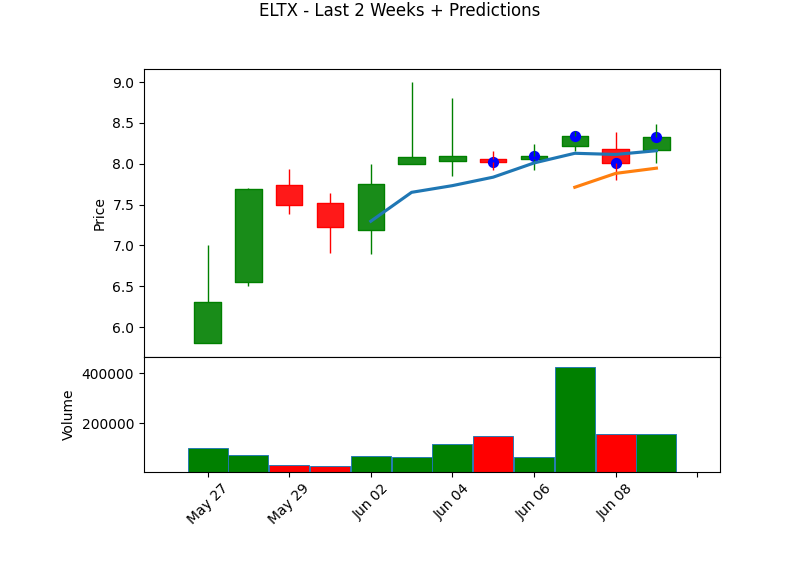 ELTX - Last 2 Weeks + Predictions
9.0
8.5
8.0
7.5
7.0
6.5
6.0
Price
400000
200000
Volume
May 27
May 29
Jun 02
Jun 04
Jun 06
Jun 08